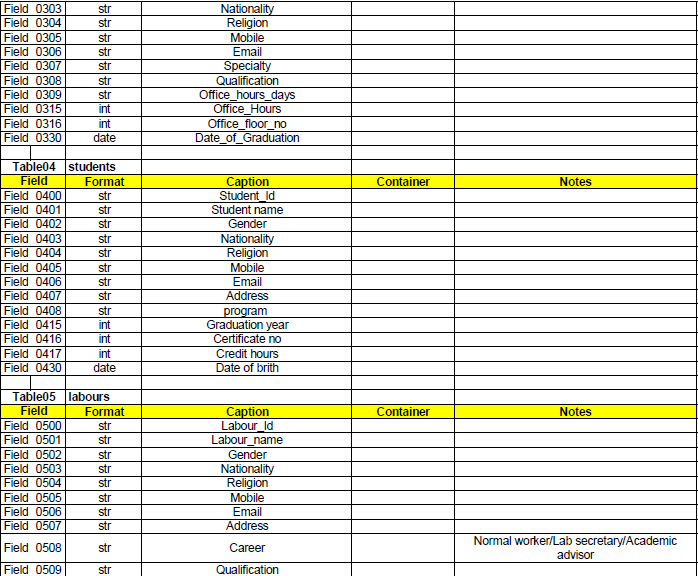 Field 0303 str Nationality
Field 0304 str Religion
Field 0305 str Mobile
Field 0306 str Email
Field 0307 str Specialty
Field 0308 str Qualification
Field 0309 str Office_hours_days
Field 0315 int Office_Hours
Field 0316 int Office_floor_no
Field 0330 date Date_of_Graduation
Table04 students
Field Format Caption Container Notes
Field 0400 str Student_Id
Field 0401 str Student name
Field 0402 str Gender
Field 0403 str Nationality
Field 0404 str Religion
Field 0405 str Mobile
Field 0406 str Email
Field 0407 str Address
Field 0408 str program
Field 0415 int Graduation year
Field 0416 int Certificate no
Field 0417 int Credit hours
Field 0430 date Date of brith
Table05 labours
Field Format Caption Container Notes
Field 0500 str Labour_Id
Field 0501 str Labour_name
Field 0502 str Gender
Field 0503 str Nationality
Field 0504 str Religion
Field 0505 str Mobile
Field 0506 str Email
Field 0507 str Address
Field 0508 str Career Normal worker/Lab secretary/Academic
advisor
Field 0509 str Qualification